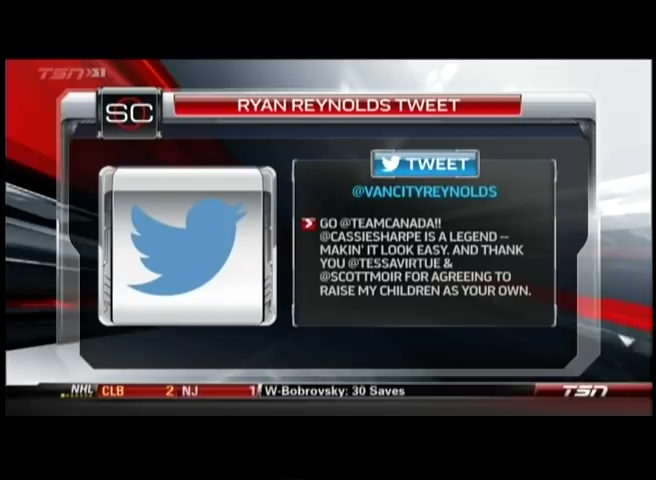 TSN 1
SC
RYAN REYNOLDS TWEET
TWEET
@VANCITYREYNOLDS
GO @TEAMCANADA!!
@CASSIESHARPE IS A LEGEND --
MAKIN' IT LOOK EASY. AND THANK
YOU @TESSAVIRTUE &
@SCOTTMOIR FOR AGREEING TO
RAISE MY CHILDREN AS YOUR OWN.
NHL CLB 2 NJ 1 W-Bobrovsky: 30 Saves TSN